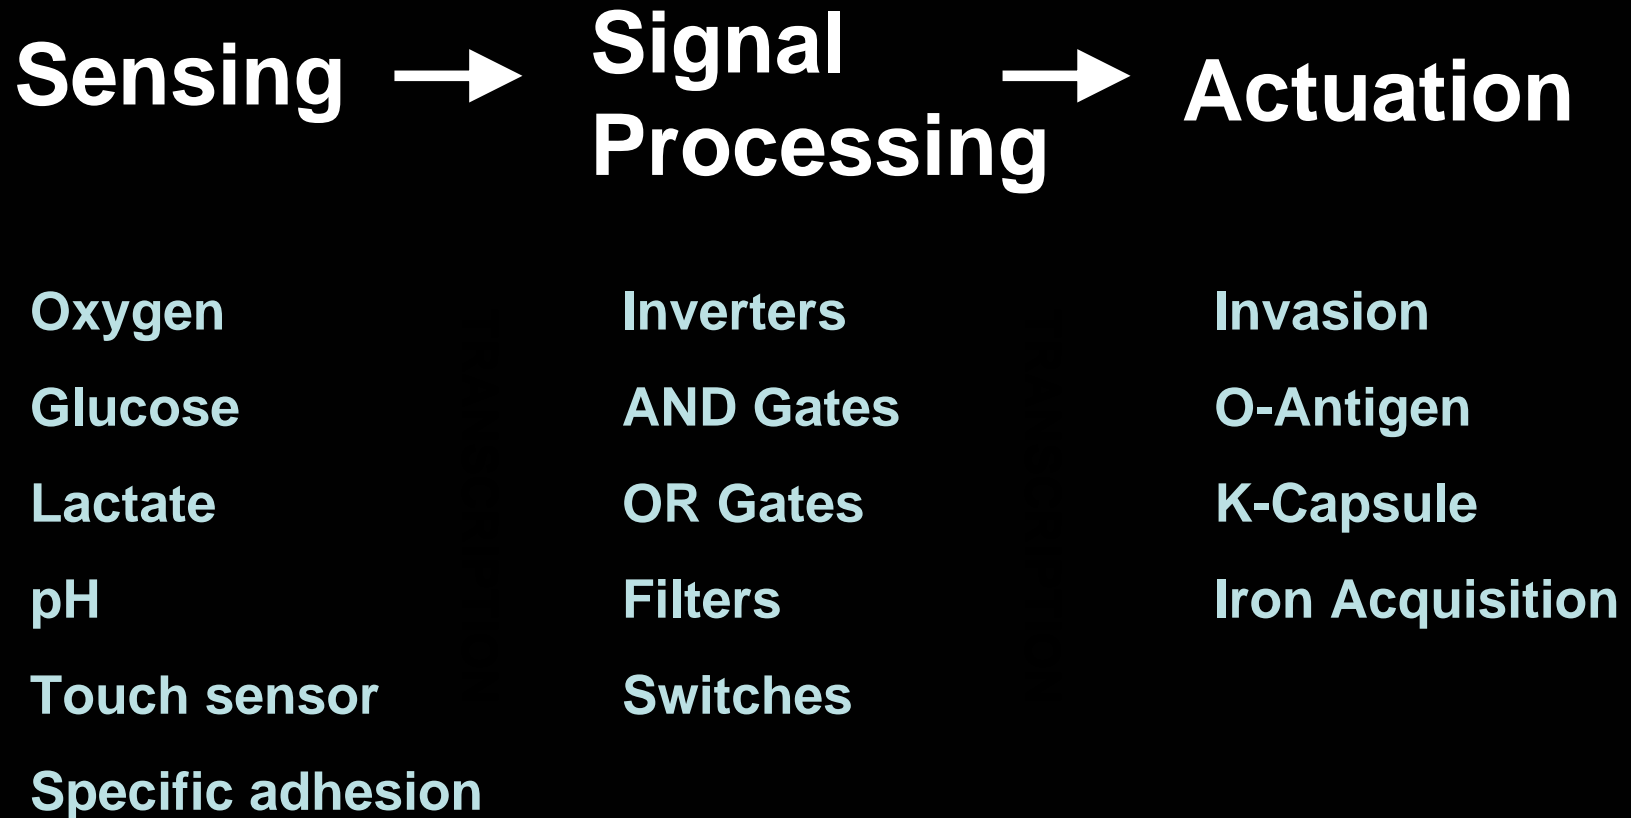 Sensing
Signal
Processing
Actuation
Oxygen
Glucose
Lactate
pH
Touch sensor
Specific adhesion
Inverters
AND Gates
OR Gates
Filters
Switches
Invasion
O-Antigen
K-Capsule
Iron Acquisition